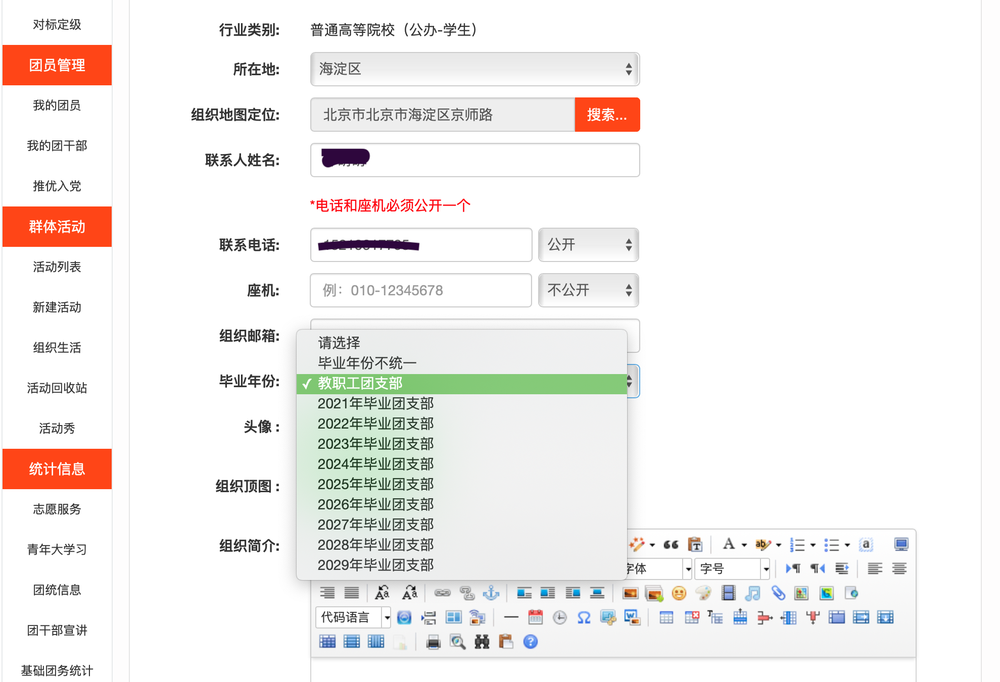 对标定级
团员管理
我的团员
我的团干部
推优入党
群体活动
活动列表
新建活动
组织生活
活动回收站
活动秀
统计信息
志愿服务
青年大学习
团统信息
团干部宣讲
基础团务统计
行业类别: 普通高等院校（公办-学生）
所在地: 海淀区
组织地图定位: 北京市北京市海淀区京师路 搜索...
联系人姓名:
*电话和座机必须公开一个
联系电话: 公开
座机: 例：010-12345678 不公开
组织邮箱:
毕业年份:
请选择
毕业年份不统一
✓ 教职工团支部
2021年毕业团支部
2022年毕业团支部
2023年毕业团支部
2024年毕业团支部
2025年毕业团支部
2026年毕业团支部
2027年毕业团支部
2028年毕业团支部
2029年毕业团支部
头像 :
组织顶图 :
组织简介:
字体 字号
代码语言